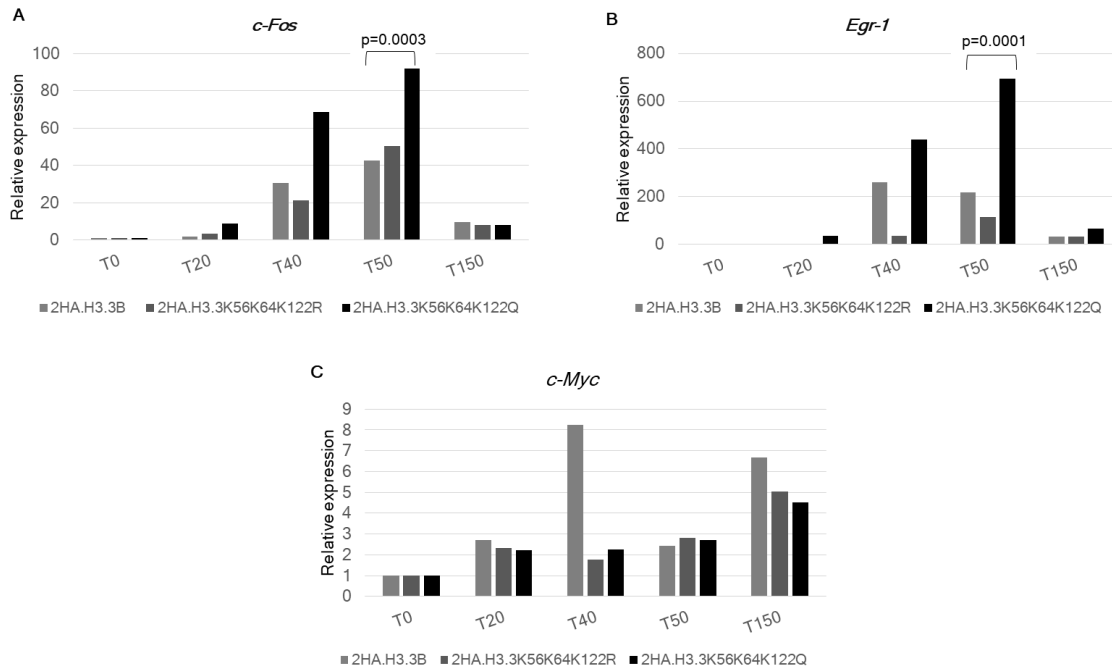 A
c-Fos
p=0.0003
Relative expression
100
80
60
40
20
0
T0
T20
T40
T50
T150
2HA.H3.3B
2HA.H3.3K56K64K122R
2HA.H3.3K56K64K122Q
B
Egr-1
p=0.0001
Relative expression
800
600
400
200
0
T0
T20
T40
T50
T150
2HA.H3.3B
2HA.H3.3K56K64K122R
2HA.H3.3K56K64K122Q
C
c-Myc
Relative expression
9
8
7
6
5
4
3
2
1
0
T0
T20
T40
T50
T150
2HA.H3.3B
2HA.H3.3K56K64K122R
2HA.H3.3K56K64K122Q